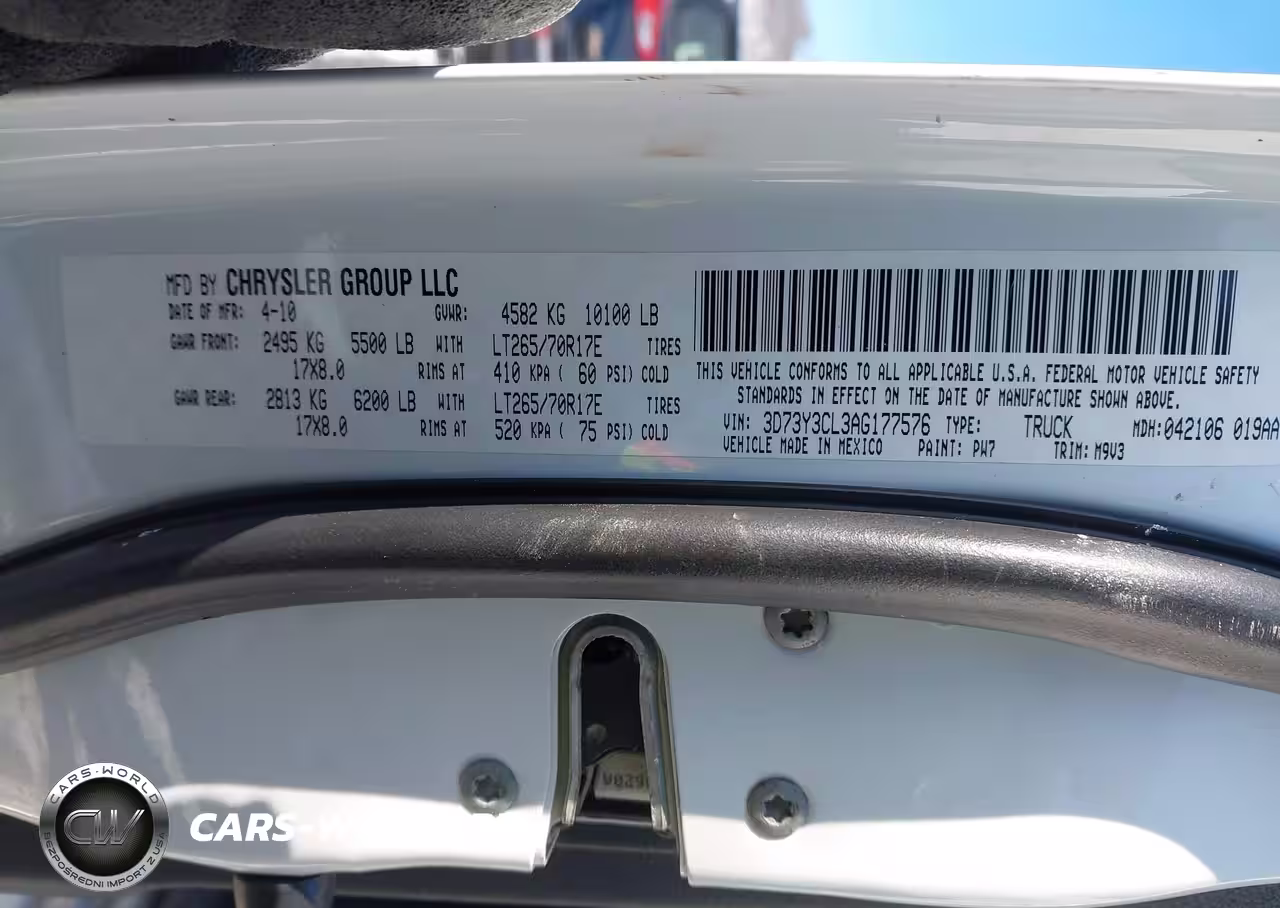 MFD BY CHRYSLER GROUP LLC
DATE OF MFR: 4-10 GVWR: 4582 KG 10100 LB
GAWR FRONT: 2495 KG 5500 LB WITH LT265/70R17E TIRES
17X8.0 RIMS AT 410 KPA ( 60 PSI) COLD
GAWR REAR: 2813 KG 6200 LB WITH LT265/70R17E TIRES
17X8.0 RIMS AT 520 KPA ( 75 PSI) COLD
THIS VEHICLE CONFORMS TO ALL APPLICABLE U.S.A. FEDERAL MOTOR VEHICLE SAFETY
STANDARDS IN EFFECT ON THE DATE OF MANUFACTURE SHOWN ABOVE.
VIN: 3D73Y3CL3AG177576 TYPE: TRUCK MDH:042106 019AA
VEHICLE MADE IN MEXICO PAINT: PW7 TRIM: M9V3
CARS-WORLD
CW
BEZPOŚREDNI IMPORT Z USA
CARS-W